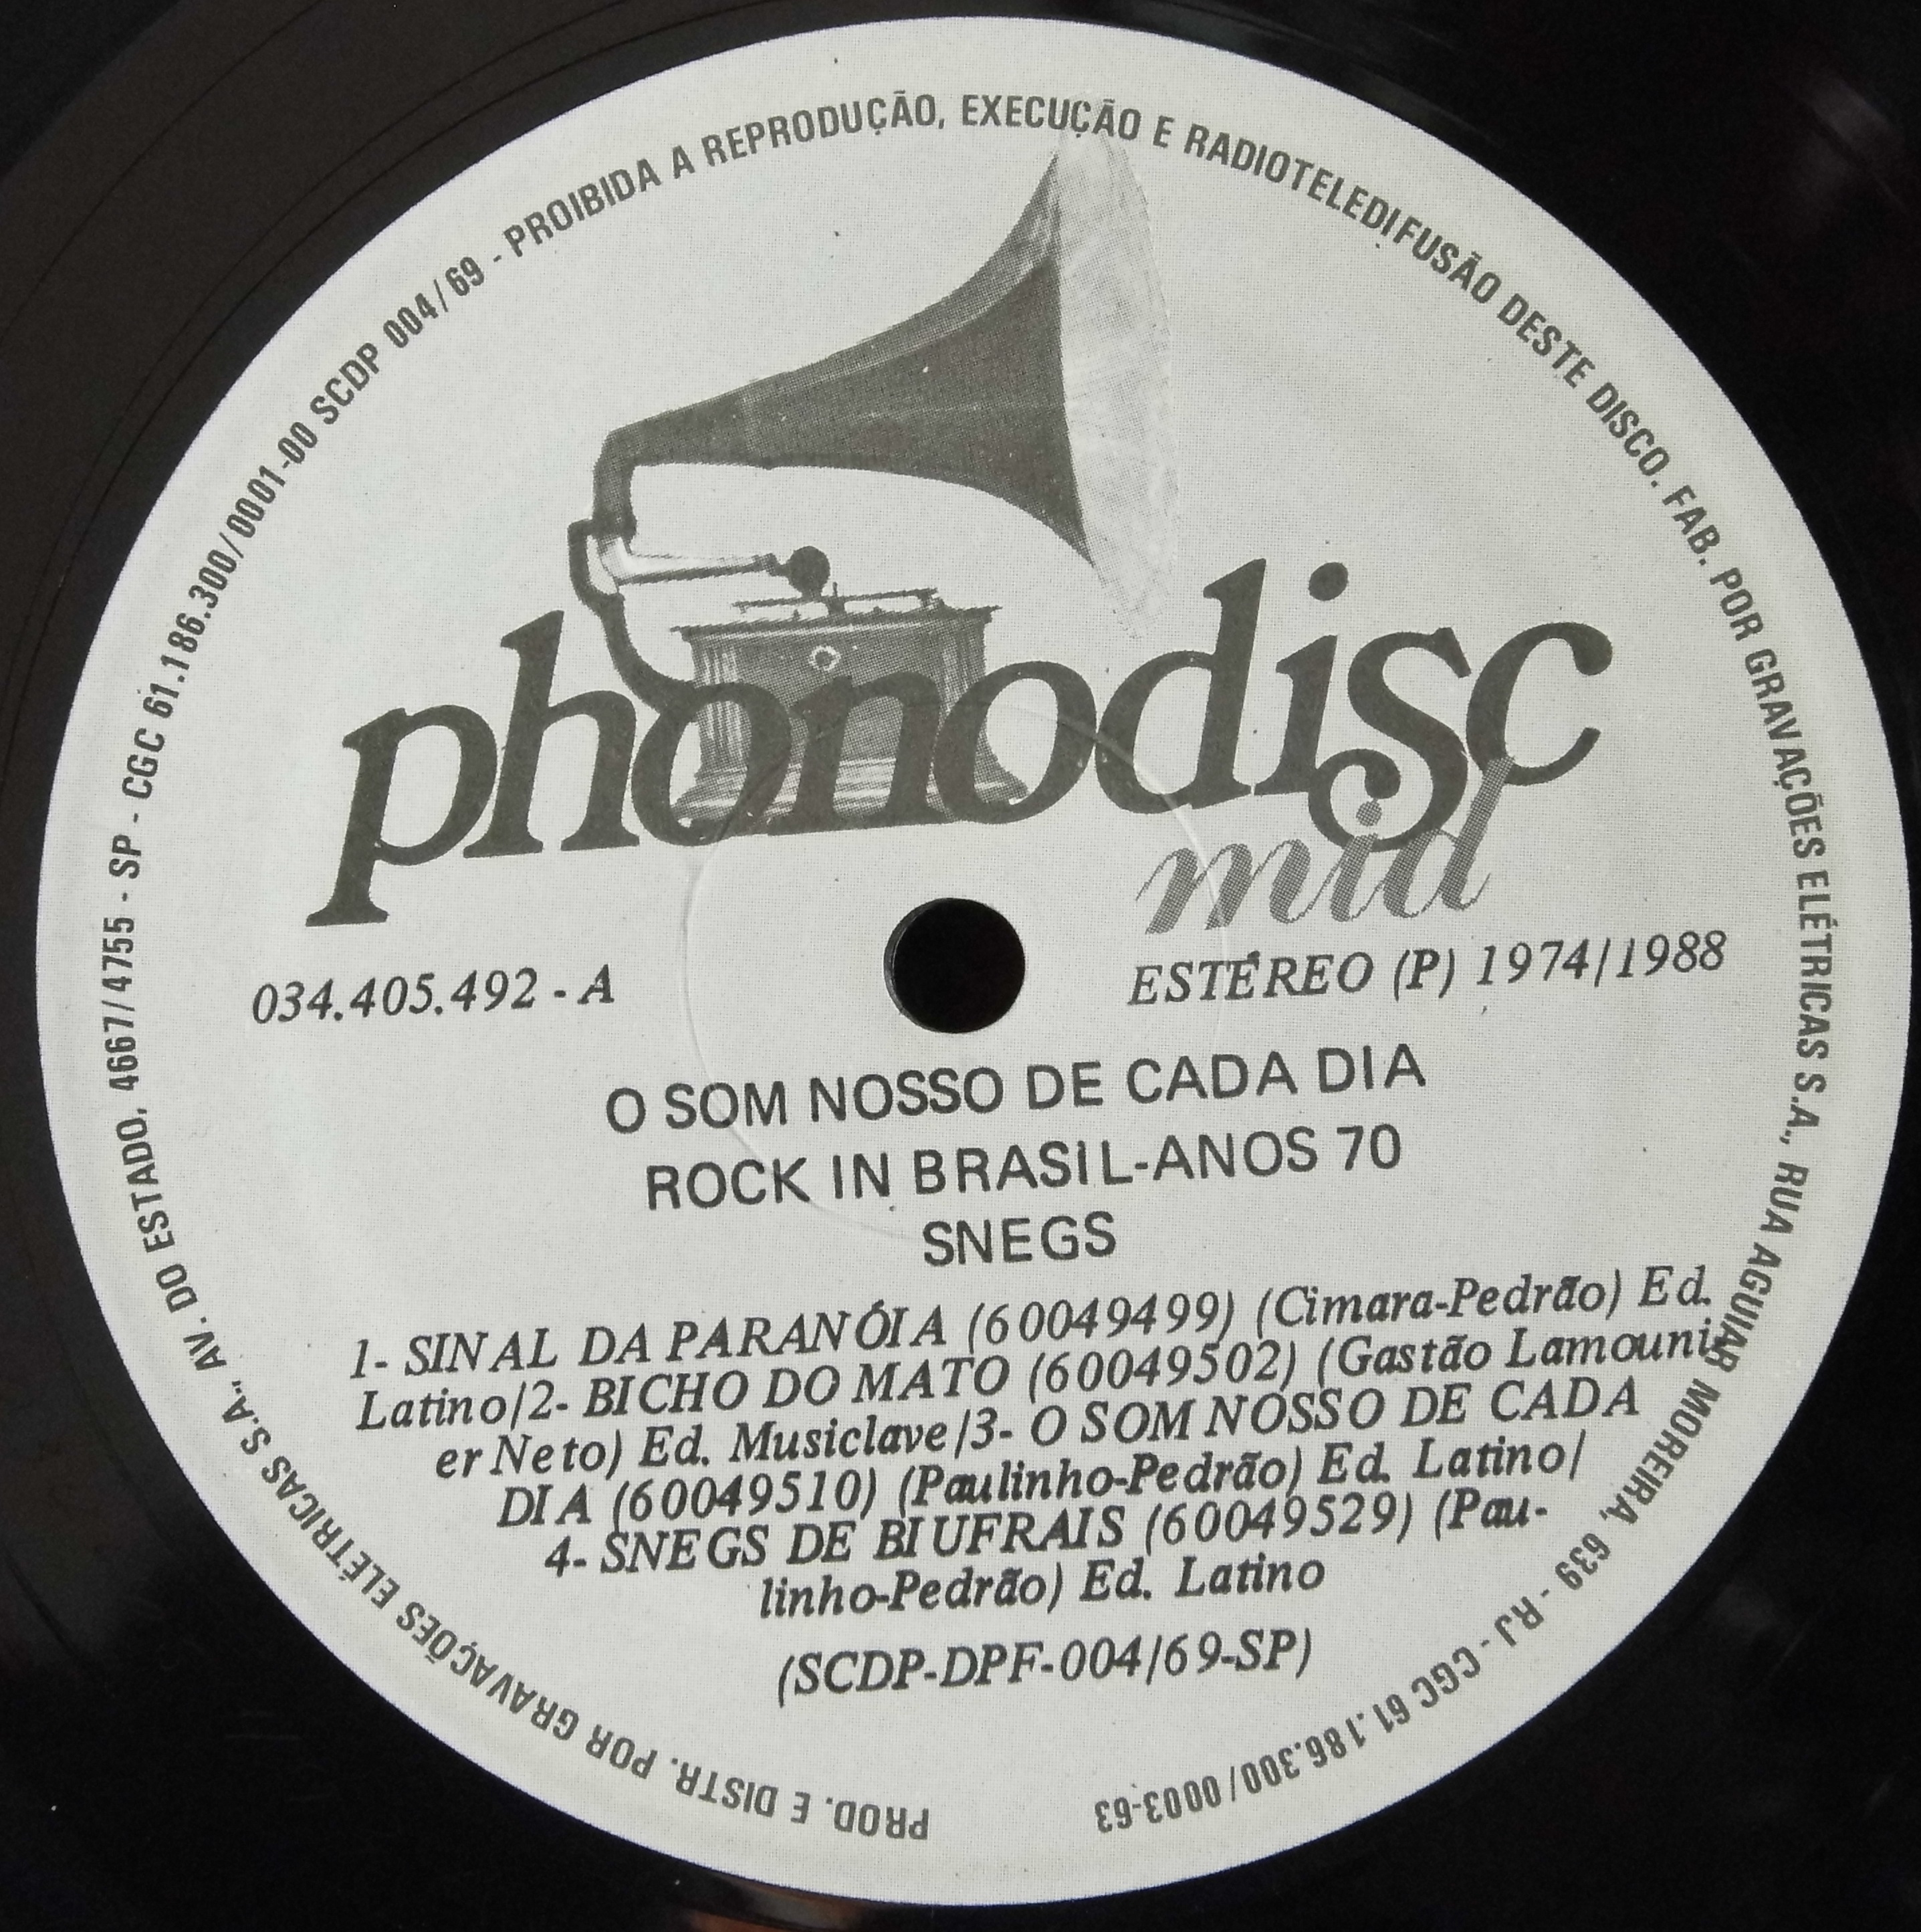 PROD. E DISTR. POR GRAVAÇÕES ELÉTRICAS S.A., AV. DO ESTADO, 4667/4755 - SP - CGC 61.186.300/0001-00 SCDP 004/69 - PROIBIDA A REPRODUÇÃO, EXECUÇÃO E RADIOTELEDIFUSÃO DESTE DISCO. FAB. POR GRAVAÇÕES ELÉTRICAS S.A., RUA AGUIAR MOREIRA, 639 - RJ - CGC 61.186.300/0003-63
phonodisc
mid
034.405.492 - A
ESTÉREO (P) 1974/1988
O SOM NOSSO DE CADA DIA
ROCK IN BRASIL-ANOS 70
SNEGS
1- SINAL DA PARANÓIA (60049499) (Cimara-Pedrão) Ed.
Latino/2- BICHO DO MATO (60049502) (Gastão Lamouni-
er Neto) Ed. Musiclave/3- O SOM NOSSO DE CADA
DIA (60049510) (Paulinho-Pedrão) Ed. Latino/
4- SNEGS DE BIUFRAIS (60049529) (Pau-
linho-Pedrão) Ed. Latino
(SCDP-DPF-004/69-SP)